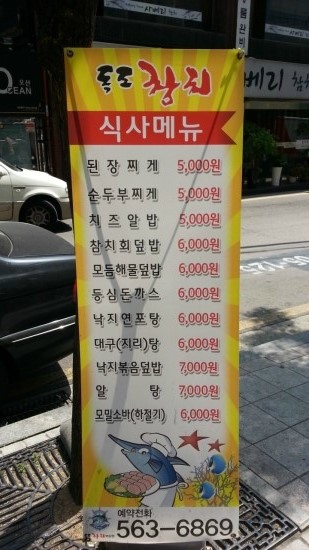 독도참치
식사메뉴
된장찌게 5,000원
순두부찌게 5,000원
치즈알밥 5,000원
참치회덮밥 6,000원
모듬해물덮밥 6,000원
등심돈까스 6,000원
낙지연포탕 6,000원
대구(지리)탕 6,000원
낙지볶음덮밥 7,000원
알탕 7,000원
모밀소바(하절기) 6,000원
예약전화
563-6869